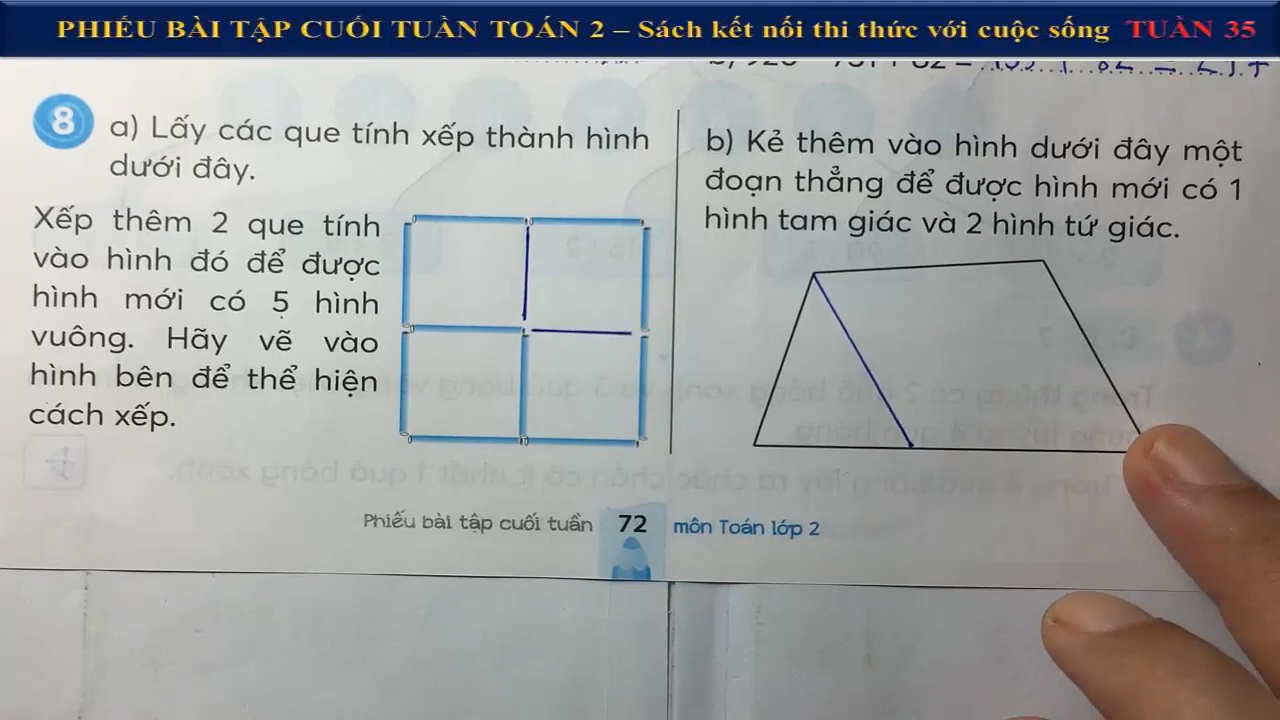 PHIẾU BÀI TẬP CUỐI TUẦN TOÁN 2 – Sách kết nối thi thức với cuộc sống TUẦN 35
8 a) Lấy các que tính xếp thành hình
dưới đây.
Xếp thêm 2 que tính
vào hình đó để được
hình mới có 5 hình
vuông. Hãy vẽ vào
hình bên để thể hiện
cách xếp.
b) Kẻ thêm vào hình dưới đây một
đoạn thẳng để được hình mới có 1
hình tam giác và 2 hình tứ giác.
Phiếu bài tập cuối tuần 72 môn Toán lớp 2